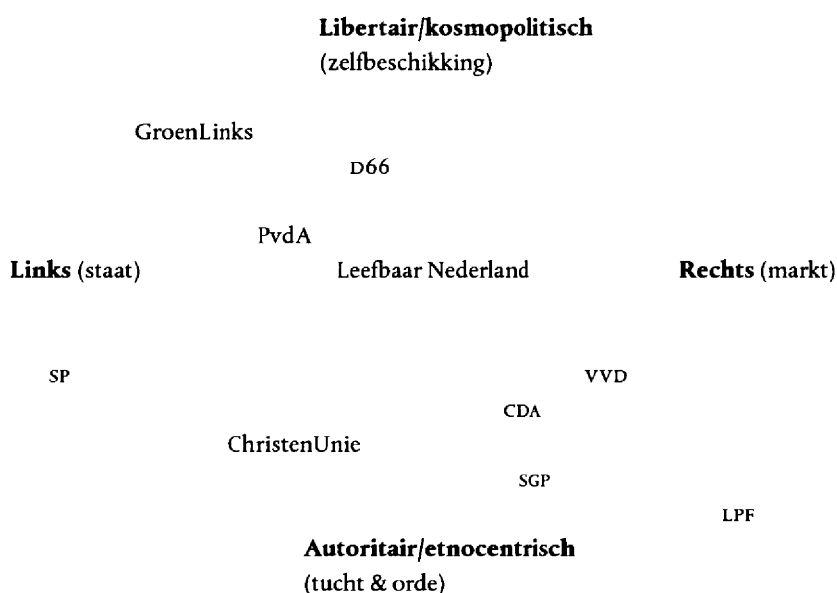 Libertair/kosmopolitisch
(zelfbeschikking)
GroenLinks
D66
PvdA
Links (staat) Leefbaar Nederland Rechts (markt)
SP VVD
CDA
ChristenUnie
SGP
LPF
Autoritair/etnocentrisch
(tucht & orde)